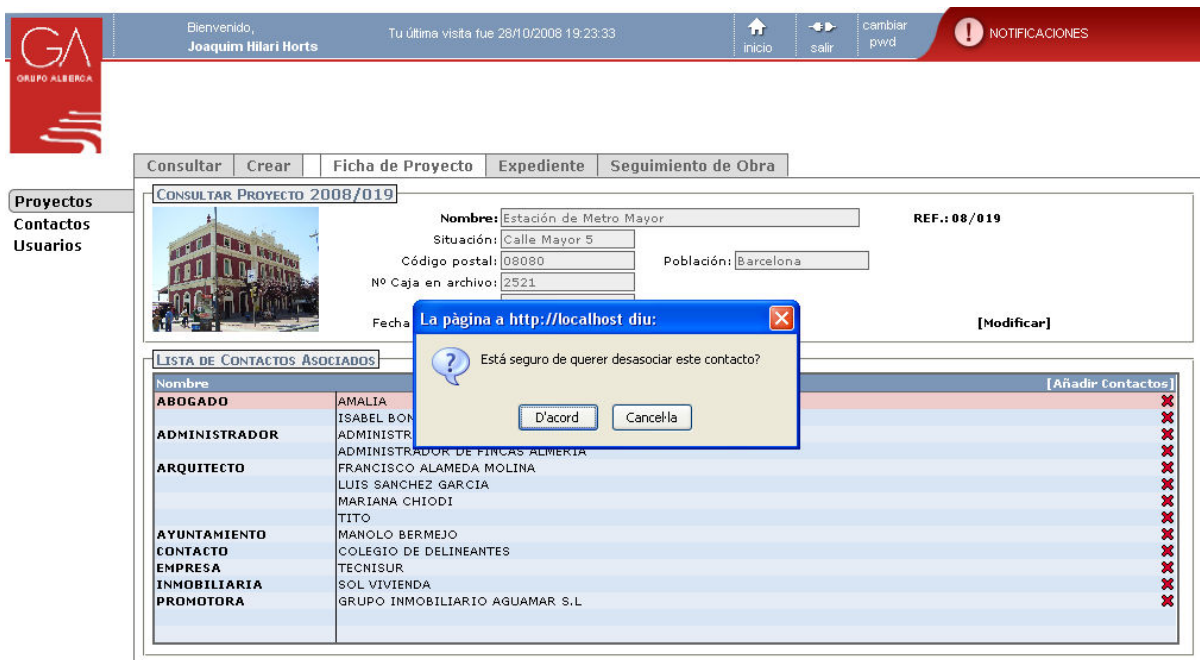 GA
GRUPO ALBERCA
Bienvenido,
Joaquim Hilari Horts
Tu última visita fue 28/10/2008 19:23:33
inicio
salir
cambiar
pwd
! NOTIFICACIONES
Consultar Crear Ficha de Proyecto Expediente Seguimiento de Obra
Proyectos
Contactos
Usuarios
CONSULTAR PROYECTO 2008/019
Nombre: Estación de Metro Mayor REF.: 08/019
Situación: Calle Mayor 5
Código postal: 08080 Población: Barcelona
Nº Caja en archivo: 2521
Fecha [Modificar]
La pàgina a http://localhost diu:
Está seguro de querer desasociar este contacto?
D'acord Cancel·la
LISTA DE CONTACTOS ASOCIADOS
Nombre [Añadir Contactos]
ABOGADO AMALIA
ISABEL BON
ADMINISTRADOR ADMINISTR
ADMINISTRADOR DE FINCAS ALMERIA
ARQUITECTO FRANCISCO ALAMEDA MOLINA
LUIS SANCHEZ GARCIA
MARIANA CHIODI
TITO
AYUNTAMIENTO MANOLO BERMEJO
CONTACTO COLEGIO DE DELINEANTES
EMPRESA TECNISUR
INMOBILIARIA SOL VIVIENDA
PROMOTORA GRUPO INMOBILIARIO AGUAMAR S.L